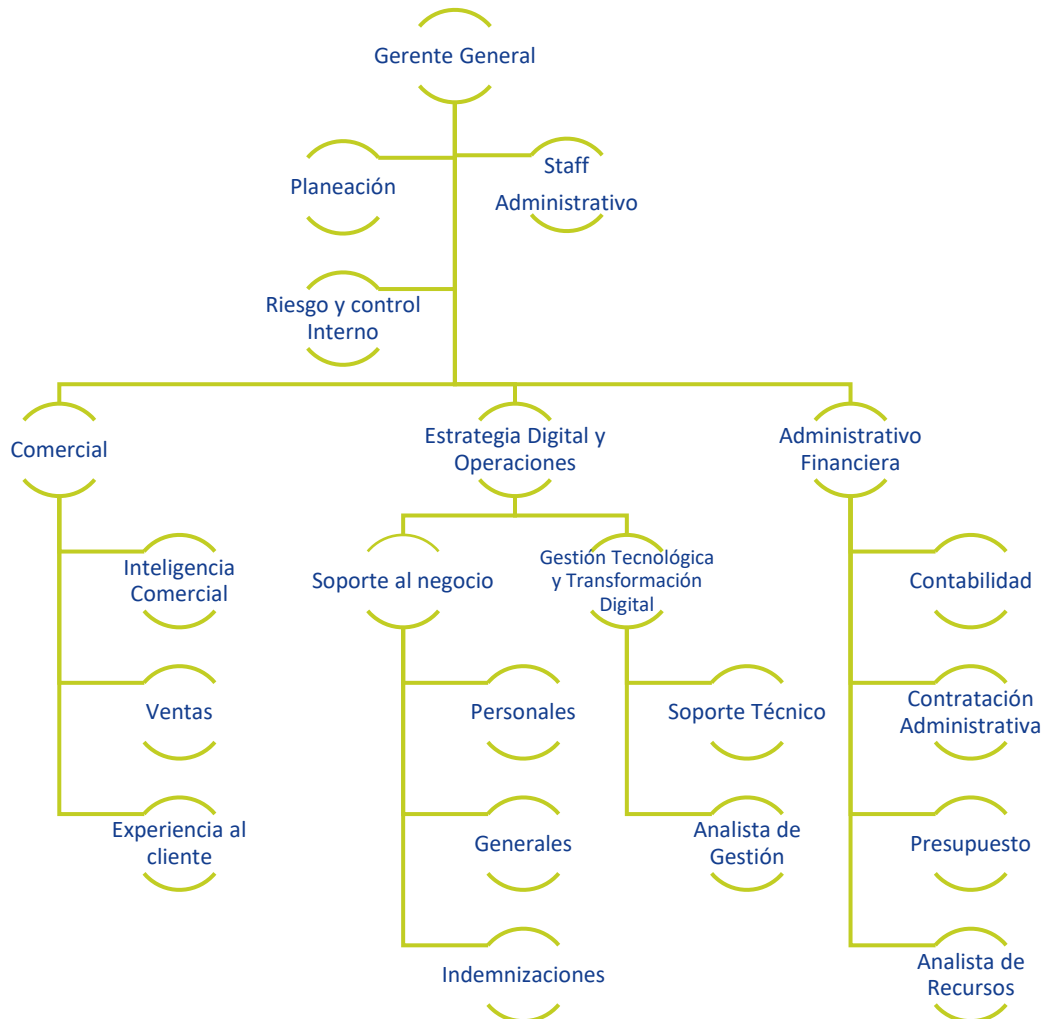 Gerente General
Planeación
Staff
Administrativo
Riesgo y control
Interno
Comercial
Estrategia Digital y
Operaciones
Administrativo
Financiera
Inteligencia
Comercial
Soporte al negocio
Gestión Tecnológica
y Transformación
Digital
Contabilidad
Ventas
Personales
Soporte Técnico
Contratación
Administrativa
Experiencia al
cliente
Generales
Analista de
Gestión
Presupuesto
Indemnizaciones
Analista de
Recursos